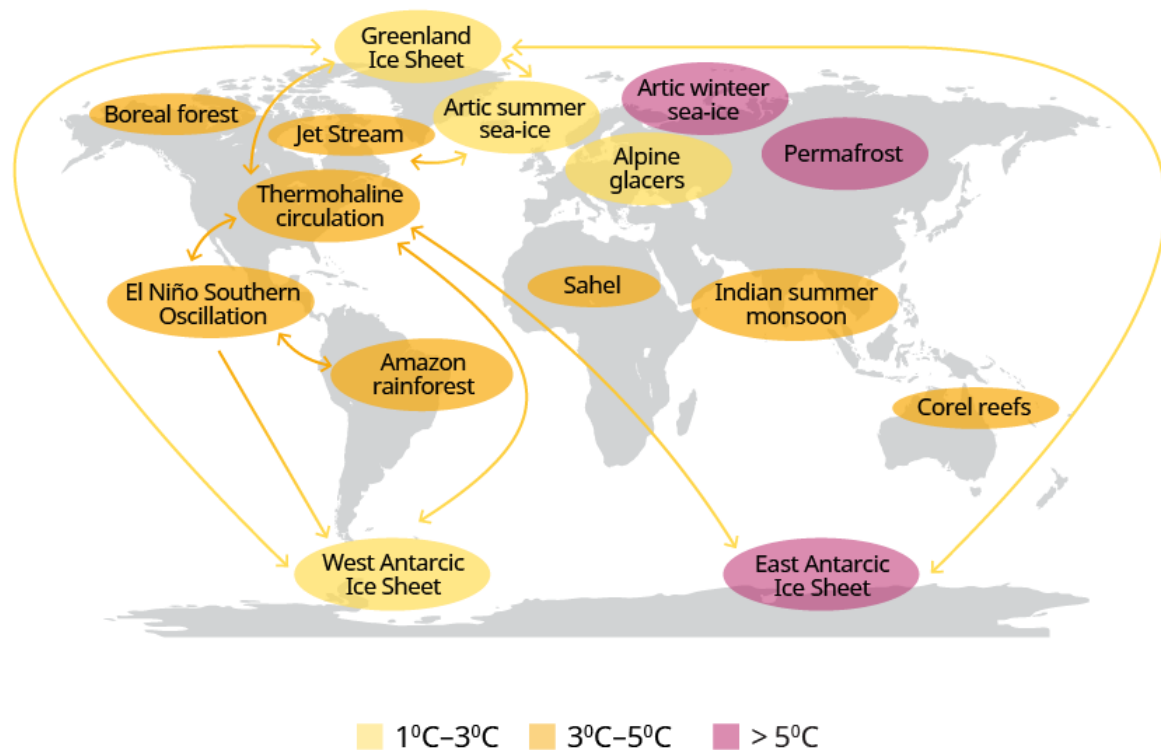 Greenland
Ice Sheet
Artic winteer
sea-ice
Boreal forest
Artic summer
sea-ice
Jet Stream
Alpine
glacers
Permafrost
Thermohaline
circulation
El Niño Southern
Oscillation
Sahel
Indian summer
monsoon
Amazon
rainforest
Corel reefs
West Antarcic
Ice Sheet
East Antarcic
Ice Sheet
1⁰C–3⁰C
3⁰C–5⁰C
> 5⁰C